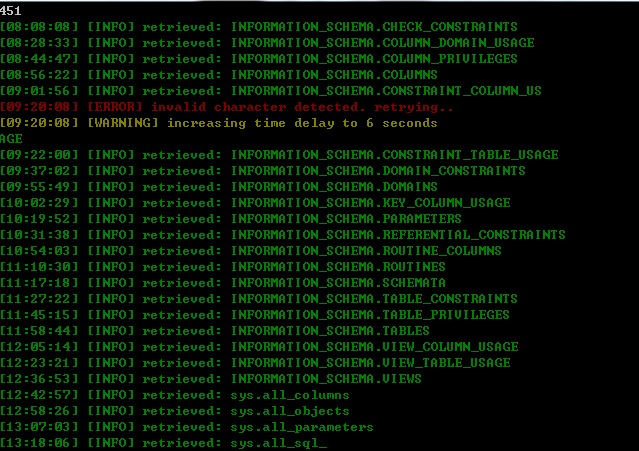 451
[08:08:08] [INFO] retrieved: INFORMATION_SCHEMA.CHECK_CONSTRAINTS
[08:28:33] [INFO] retrieved: INFORMATION_SCHEMA.COLUMN_DOMAIN_USAGE
[08:44:47] [INFO] retrieved: INFORMATION_SCHEMA.COLUMN_PRIVILEGES
[08:56:22] [INFO] retrieved: INFORMATION_SCHEMA.COLUMNS
[09:01:56] [INFO] retrieved: INFORMATION_SCHEMA.CONSTRAINT_COLUMN_US
[09:20:08] [ERROR] invalid character detected. retrying..
[09:20:08] [WARNING] increasing time delay to 6 seconds
AGE
[09:22:00] [INFO] retrieved: INFORMATION_SCHEMA.CONSTRAINT_TABLE_USAGE
[09:37:02] [INFO] retrieved: INFORMATION_SCHEMA.DOMAIN_CONSTRAINTS
[09:55:49] [INFO] retrieved: INFORMATION_SCHEMA.DOMAINS
[10:02:29] [INFO] retrieved: INFORMATION_SCHEMA.KEY_COLUMN_USAGE
[10:19:52] [INFO] retrieved: INFORMATION_SCHEMA.PARAMETERS
[10:31:38] [INFO] retrieved: INFORMATION_SCHEMA.REFERENTIAL_CONSTRAINTS
[10:54:03] [INFO] retrieved: INFORMATION_SCHEMA.ROUTINE_COLUMNS
[11:10:30] [INFO] retrieved: INFORMATION_SCHEMA.ROUTINES
[11:17:18] [INFO] retrieved: INFORMATION_SCHEMA.SCHEMATA
[11:27:22] [INFO] retrieved: INFORMATION_SCHEMA.TABLE_CONSTRAINTS
[11:45:15] [INFO] retrieved: INFORMATION_SCHEMA.TABLE_PRIVILEGES
[11:58:44] [INFO] retrieved: INFORMATION_SCHEMA.TABLES
[12:05:14] [INFO] retrieved: INFORMATION_SCHEMA.VIEW_COLUMN_USAGE
[12:23:21] [INFO] retrieved: INFORMATION_SCHEMA.VIEW_TABLE_USAGE
[12:36:53] [INFO] retrieved: INFORMATION_SCHEMA.VIEWS
[12:42:57] [INFO] retrieved: sys.all_columns
[12:58:26] [INFO] retrieved: sys.all_objects
[13:07:03] [INFO] retrieved: sys.all_parameters
[13:18:06] [INFO] retrieved: sys.all_sql_